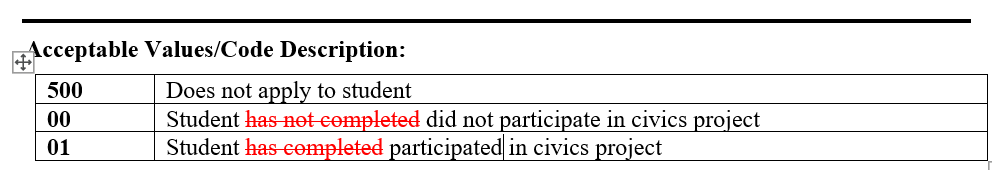 Acceptable Values/Code Description:
500 Does not apply to student
00 Student has not completed did not participate in civics project
01 Student has completed participated in civics project